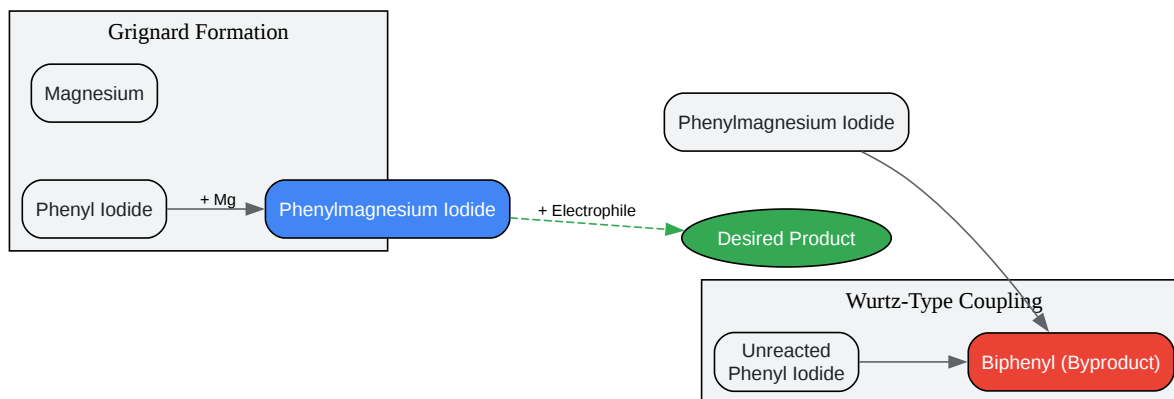 Grignard Formation
Magnesium
Phenyl Iodide
+ Mg
Phenylmagnesium Iodide
+ Electrophile
Desired Product
Phenylmagnesium Iodide
Wurtz-Type Coupling
Unreacted
Phenyl Iodide
Biphenyl (Byproduct)